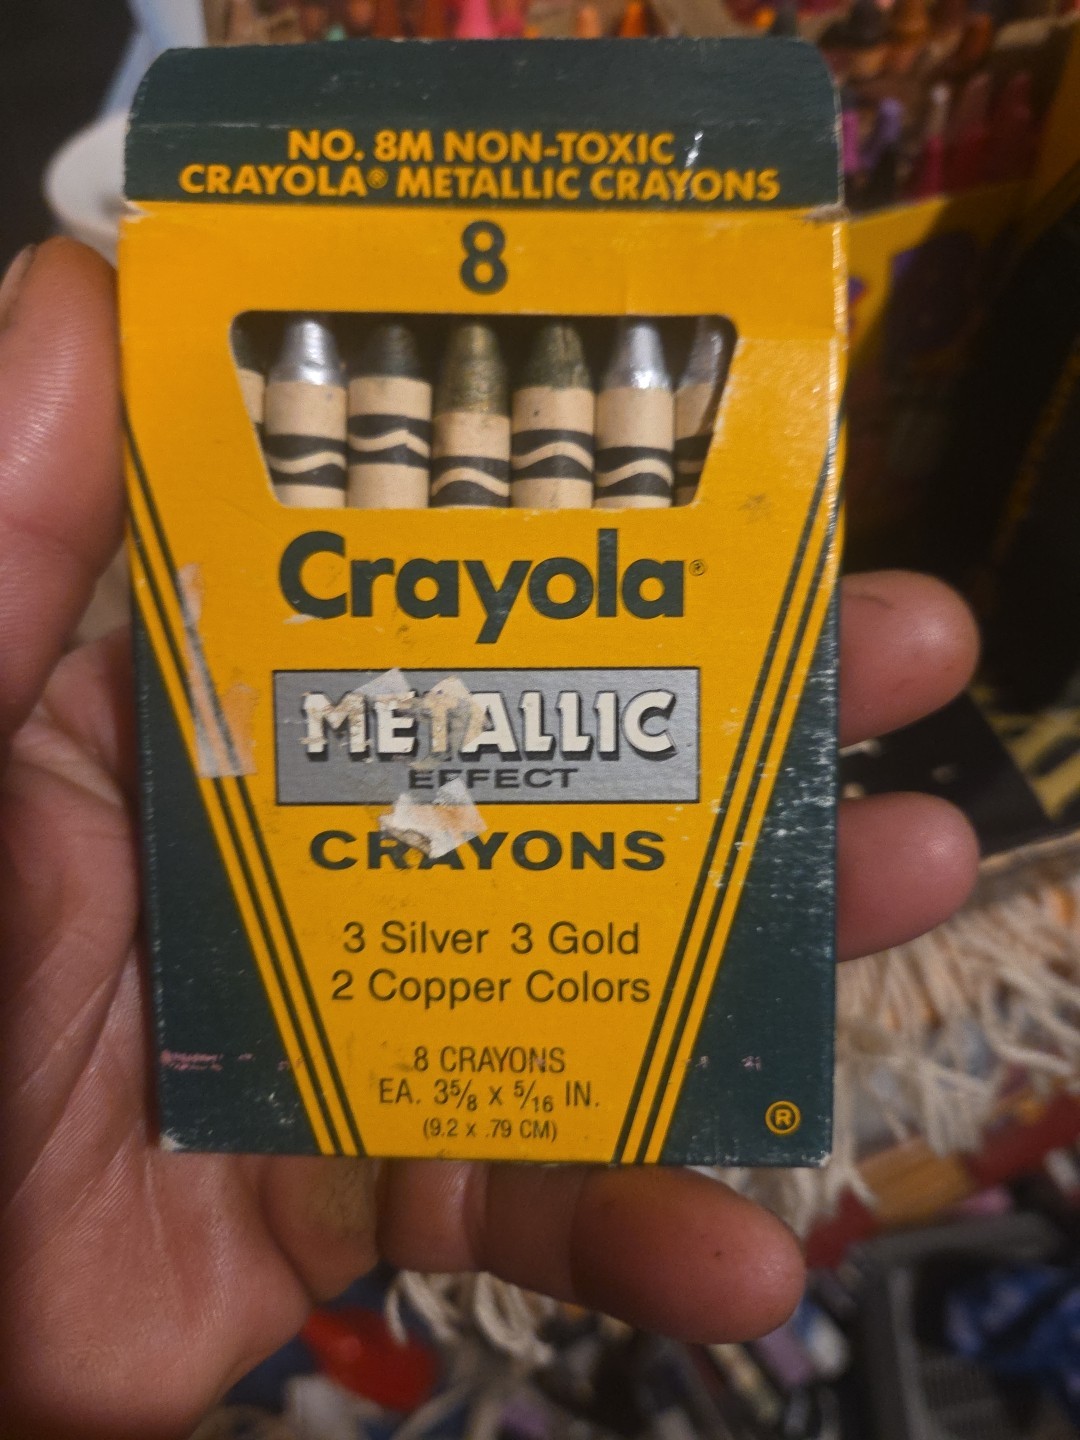 NO. 8M NON-TOXIC
CRAYOLA® METALLIC CRAYONS
8
Crayola®
METALLIC
EFFECT
CRAYONS
3 Silver 3 Gold
2 Copper Colors
8 CRAYONS
EA. 3⅝ x 5/16 IN.
(9.2 x .79 CM)
®